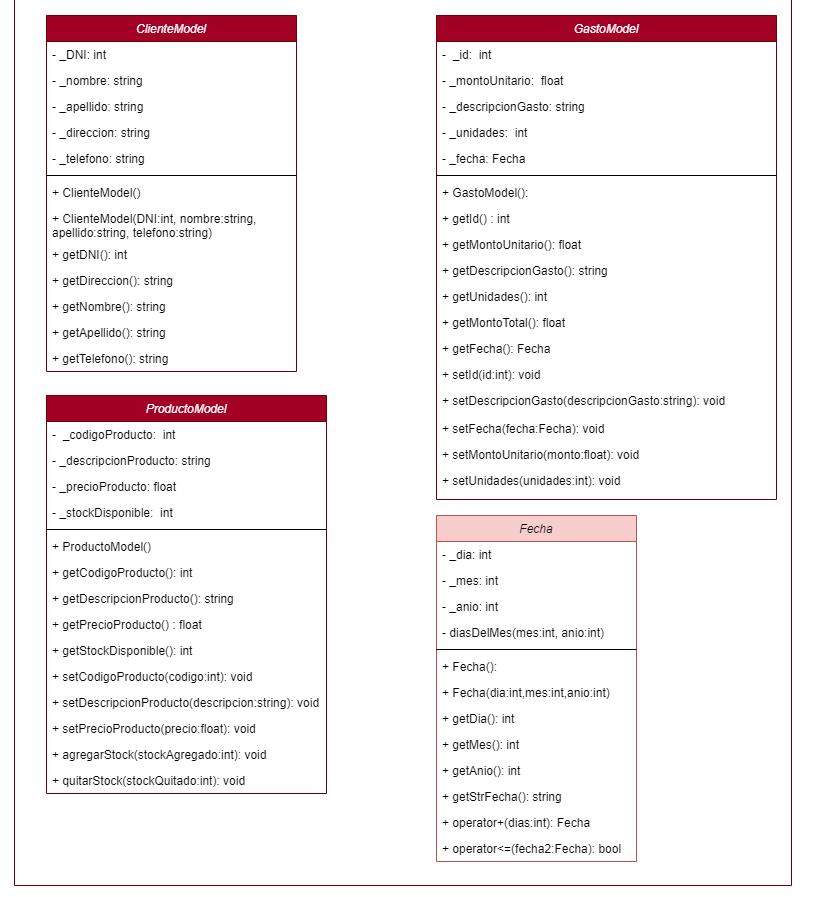 ClienteModel
- _DNI: int
- _nombre: string
- _apellido: string
- _direccion: string
- _telefono: string
+ ClienteModel()
+ ClienteModel(DNI:int, nombre:string,
apellido:string, telefono:string)
+ getDNI(): int
+ getDireccion(): string
+ getNombre(): string
+ getApellido(): string
+ getTelefono(): string
ProductoModel
- _codigoProducto: int
- _descripcionProducto: string
- _precioProducto: float
- _stockDisponible: int
+ ProductoModel()
+ getCodigoProducto(): int
+ getDescripcionProducto(): string
+ getPrecioProducto() : float
+ getStockDisponible(): int
+ setCodigoProducto(codigo:int): void
+ setDescripcionProducto(descripcion:string): void
+ setPrecioProducto(precio:float): void
+ agregarStock(stockAgregado:int): void
+ quitarStock(stockQuitado:int): void
GastoModel
- _id: int
- _montoUnitario: float
- _descripcionGasto: string
- _unidades: int
- _fecha: Fecha
+ GastoModel():
+ getId() : int
+ getMontoUnitario(): float
+ getDescripcionGasto(): string
+ getUnidades(): int
+ getMontoTotal(): float
+ getFecha(): Fecha
+ setId(id:int): void
+ setDescripcionGasto(descripcionGasto:string): void
+ setFecha(fecha:Fecha): void
+ setMontoUnitario(monto:float): void
+ setUnidades(unidades:int): void
Fecha
- _dia: int
- _mes: int
- _anio: int
- diasDelMes(mes:int, anio:int)
+ Fecha():
+ Fecha(dia:int,mes:int,anio:int)
+ getDia(): int
+ getMes(): int
+ getAnio(): int
+ getStrFecha(): string
+ operator+(dias:int): Fecha
+ operator<=(fecha2:Fecha): bool